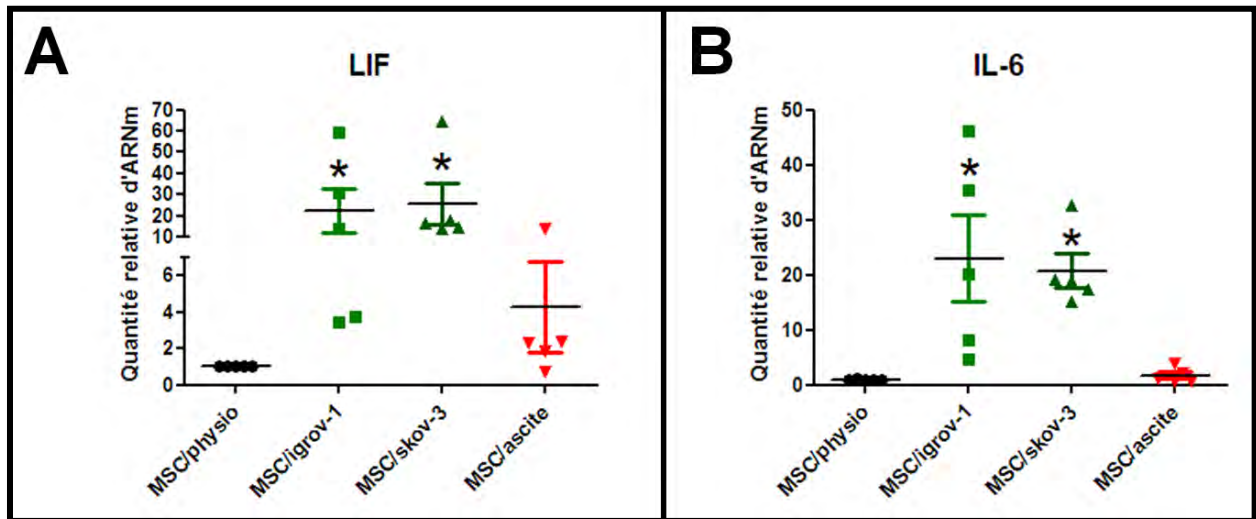 A
LIF
Quantité relative d'ARNm
70
60
50
40
30
20
10
6
4
2
0
*
*
MSC/physio
MSC/igrov-1
MSC/skov-3
MSC/ascite
B
IL-6
Quantité relative d'ARNm
50
40
30
20
10
0
*
*
MSC/physio
MSC/igrov-1
MSC/skov-3
MSC/ascite